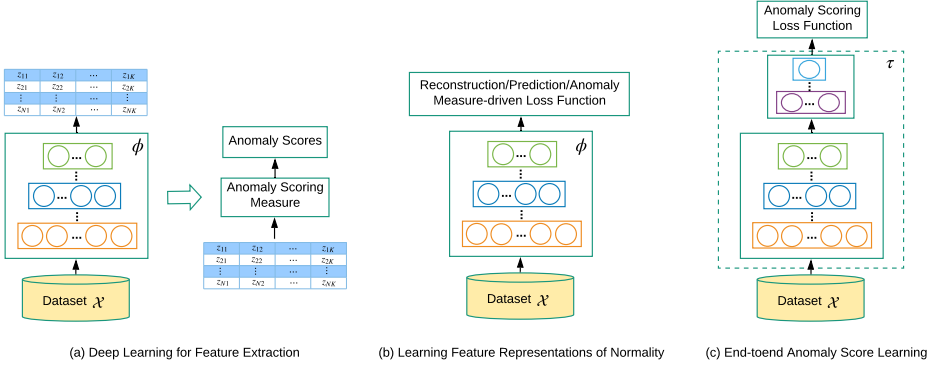 z11 z12 ... z1K
z21 z22 ... z2K
⋮ ⋮ ... ⋮
zN1 zN2 ... zNK
ϕ
...
...
...
Dataset 𝒳
Anomaly Scores
Anomaly Scoring
Measure
z11 z12 ... z1K
z21 z22 ... z2K
⋮ ⋮ ... ⋮
zN1 zN2 ... zNK
(a) Deep Learning for Feature Extraction
Reconstruction/Prediction/Anomaly
Measure-driven Loss Function
ϕ
...
...
...
Dataset 𝒳
(b) Learning Feature Representations of Normality
Anomaly Scoring
Loss Function
τ
...
...
...
...
Dataset 𝒳
(c) End-toend Anomaly Score Learning